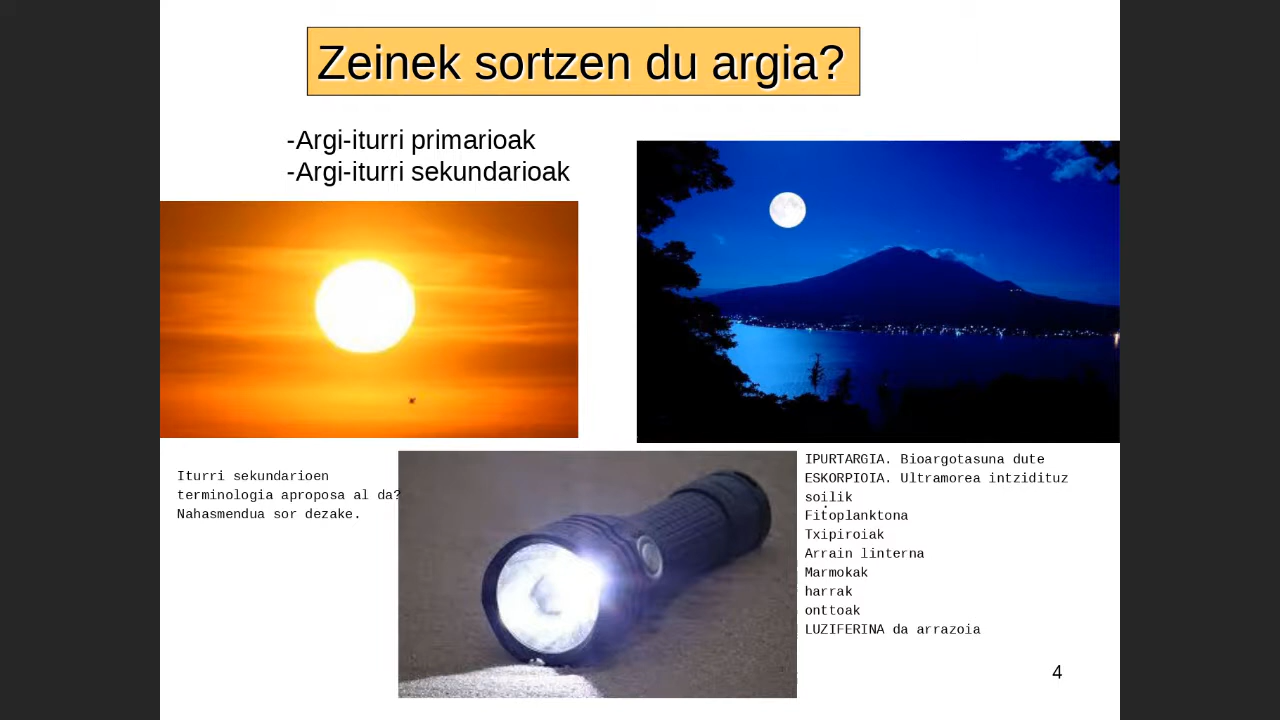 Zeinek sortzen du argia?
-Argi-iturri primarioak
-Argi-iturri sekundarioak
Iturri sekundarioen
terminologia aproposa al da?
Nahasmendua sor dezake.
IPURTARGIA. Bioargotasuna dute
ESKORPIOIA. Ultramorea intzidituz
soilik
Fitoplanktona
Txipiroiak
Arrain linterna
Marmokak
harrak
onttoak
LUZIFERINA da arrazoia
4